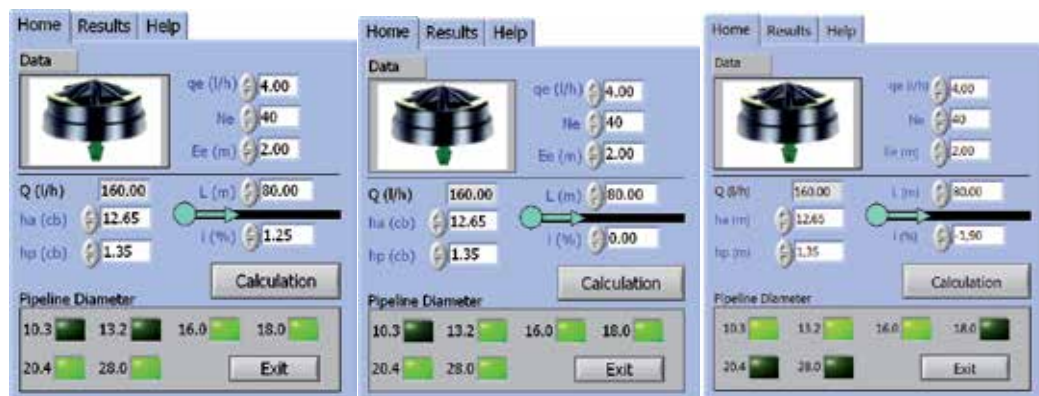 Home Results Help
Data
qe (l/h) 4.00
Ne 40
Ee (m) 2.00
Q (l/h) 160.00 L (m) 80.00
ha (cb) 12.65
i (%) 1.25
hp (cb) 1.35
Calculation
Pipeline Diameter
10.3 13.2 16.0 18.0
20.4 28.0 Exit
Home Results Help
Data
qe (l/h) 4.00
Ne 40
Ee (m) 2.00
Q (l/h) 160.00 L (m) 80.00
ha (cb) 12.65
i (%) 0.00
hp (cb) 1.35
Calculation
Pipeline Diameter
10.3 13.2 16.0 18.0
20.4 28.0 Exit
Home Results Help
Data
qe (l/h) 4,00
Ne 40
Ee (m) 2,00
Q (l/h) 160.00 L (m) 80,00
ha (m) 12,65
i (%) -1,90
hp (m) 1,35
Calculation
Pipeline Diameter
10.3 13.2 16.0 18.0
20.4 28.0 Exit